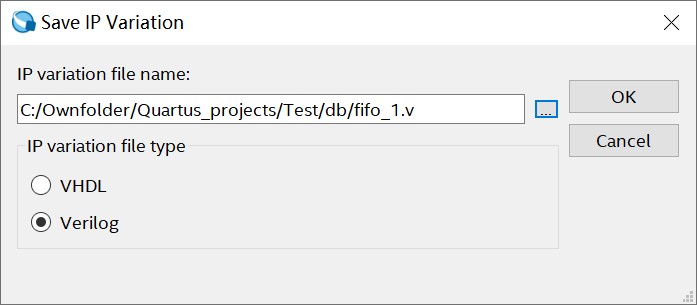 Save IP Variation
IP variation file name:
C:/Ownfolder/Quartus_projects/Test/db/fifo_1.v
...
OK
Cancel
IP variation file type
VHDL
Verilog